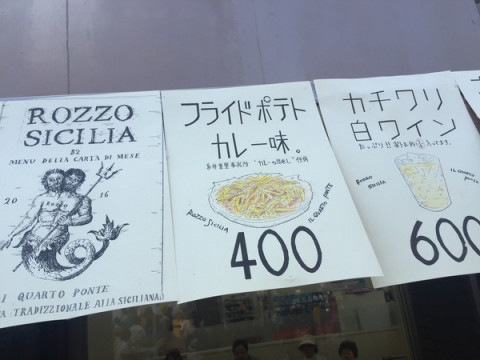 ROZZO
SICILIA
MENU DELLA CARTA DI MESE
20 16
DI QUARTO PONTE
(TRADIZZIONALE ALLA SICILIANA)
フライドポテト
カレー味。
ROZZO SICILIA
IL QUARTO PONTE
400
カチワリ
白ワイン
ROZZO
SICILIA
IL QUARTO PONTE
600